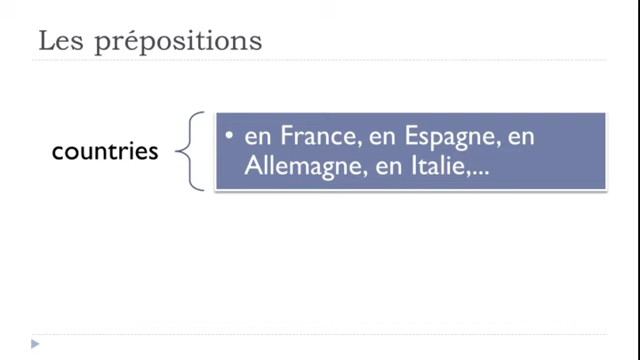 Les prépositions
countries
• en France, en Espagne, en
Allemagne, en Italie,...